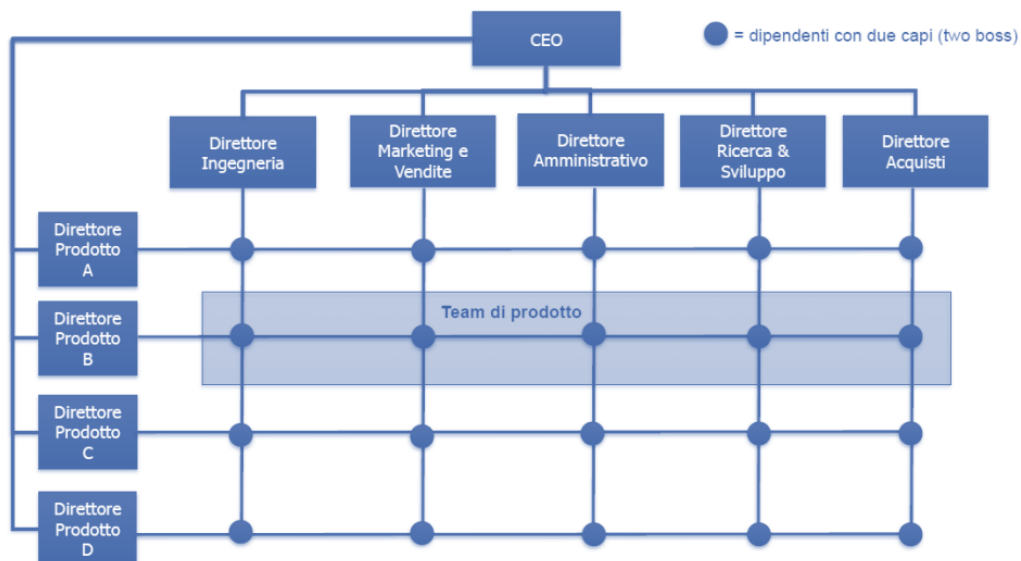 CEO
= dipendenti con due capi (two boss)
Direttore
Ingegneria
Direttore
Marketing e
Vendite
Direttore
Amministrativo
Direttore
Ricerca &
Sviluppo
Direttore
Acquisti
Direttore
Prodotto
A
Team di prodotto
Direttore
Prodotto
B
Direttore
Prodotto
C
Direttore
Prodotto
D